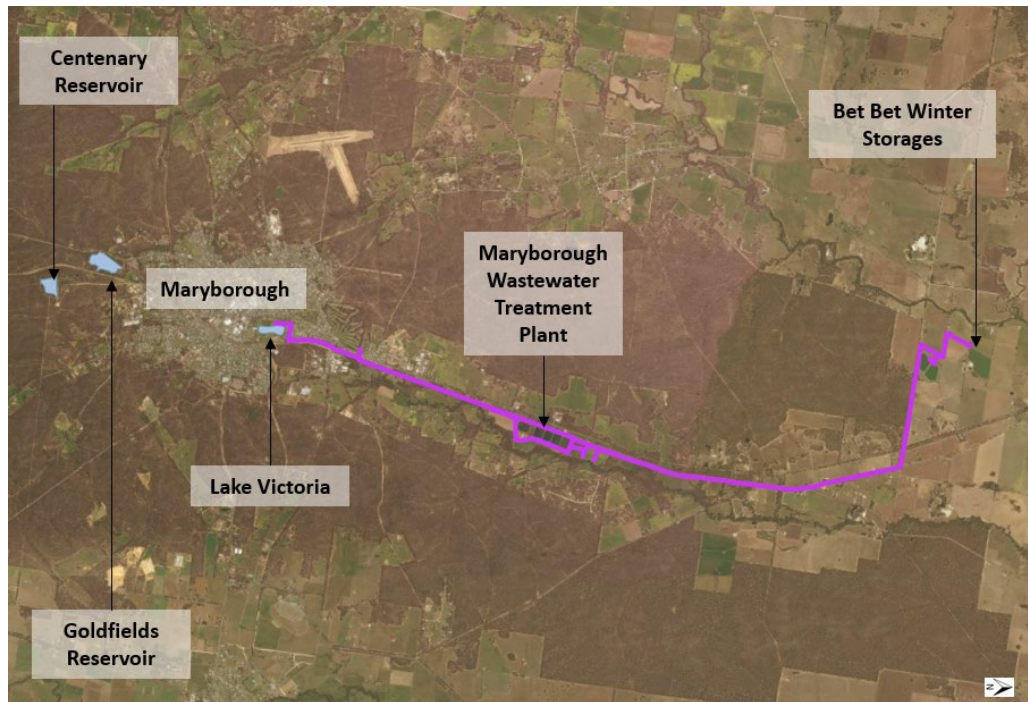 Centenary
Reservoir
Bet Bet Winter
Storages
Maryborough
Wastewater
Treatment
Plant
Maryborough
Lake Victoria
Goldfields
Reservoir
N